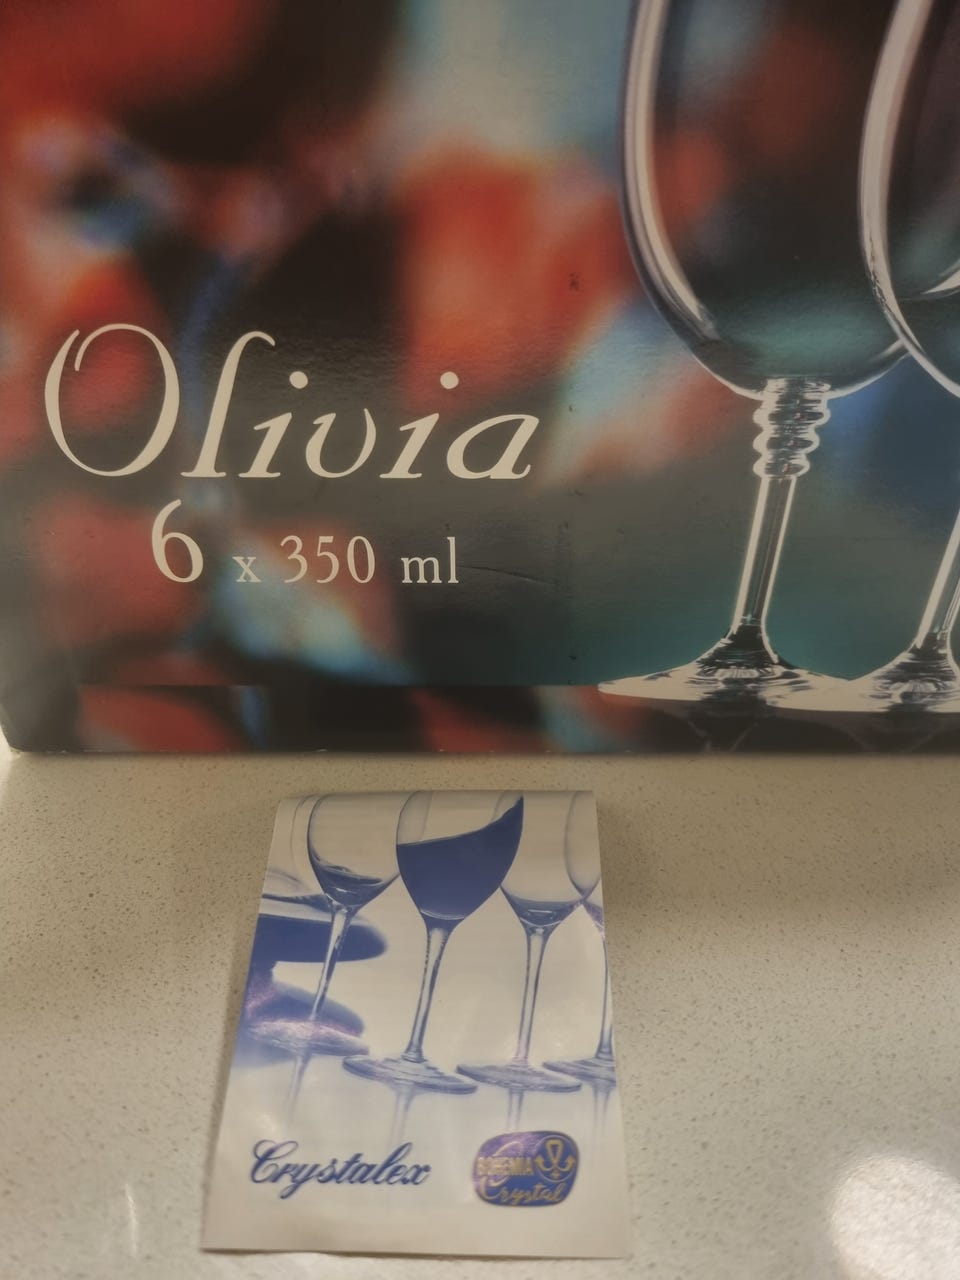 Olivia
6 x 350 ml
Crystalex
BOHEMIA
Crystal